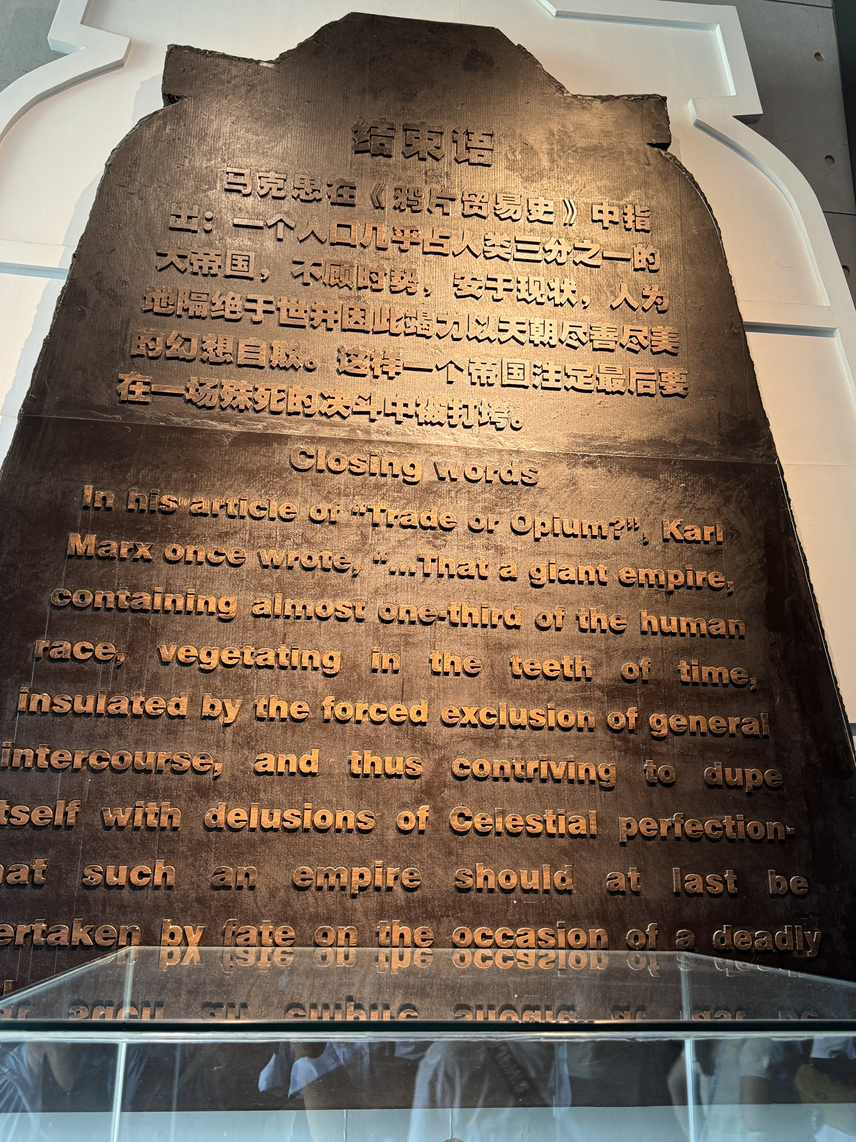 结束语
马克思在《鸦片贸易史》中指
出：一个人口几乎占人类三分之一的
大帝国，不顾时势，安于现状，人为
地隔绝于世并因此竭力以天朝尽善尽美
的幻想自欺。这样一个帝国注定最后要
在一场殊死的决斗中被打垮。
Closing words
In his article of “Trade or Opium?”, Karl
Marx once wrote, “...That a giant empire,
containing almost one-third of the human
race, vegetating in the teeth of time,
insulated by the forced exclusion of general
intercourse, and thus contriving to dupe
tself with delusions of Celestial perfection-
hat such an empire should at last be
ertaken by fate on the occasion of a deadly